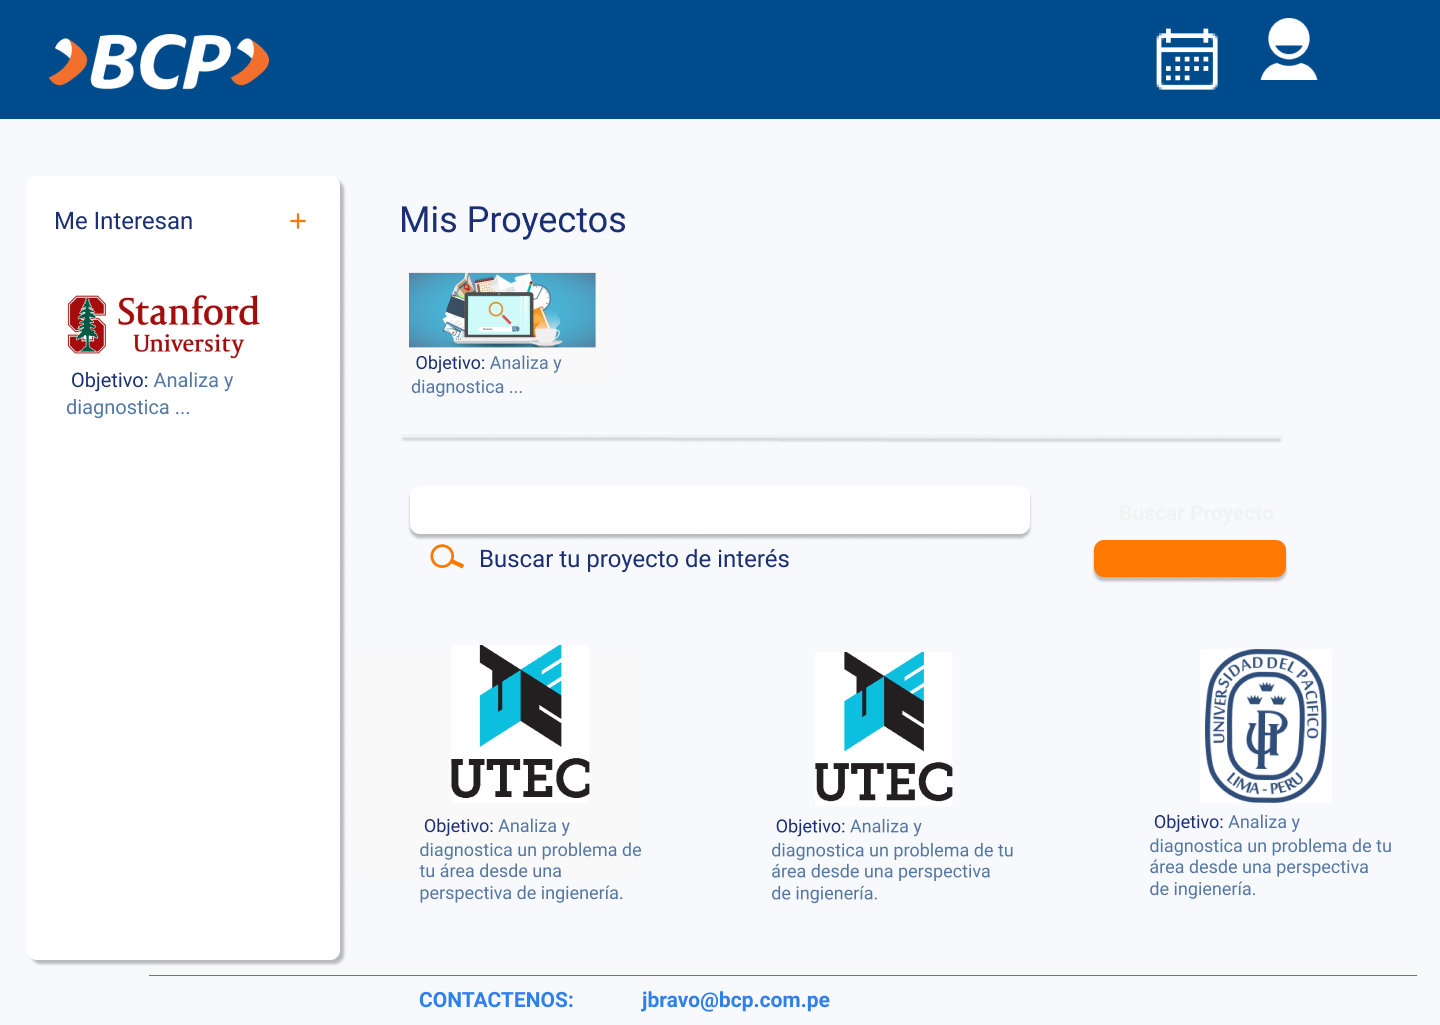 BCP
Me Interesan +
Stanford
University
Objetivo: Analiza y
diagnostica ...
Mis Proyectos
Objetivo: Analiza y
diagnostica ...
Buscar Proyecto
Buscar tu proyecto de interés
UTEC
Objetivo: Analiza y
diagnostica un problema de
tu área desde una
perspectiva de ingienería.
UTEC
Objetivo: Analiza y
diagnostica un problema de tu
área desde una perspectiva
de ingienería.
UNIVERSIDAD DEL PACIFICO
UP
LIMA - PERU
Objetivo: Analiza y
diagnostica un problema de tu
área desde una perspectiva
de ingienería.
CONTACTENOS: jbravo@bcp.com.pe